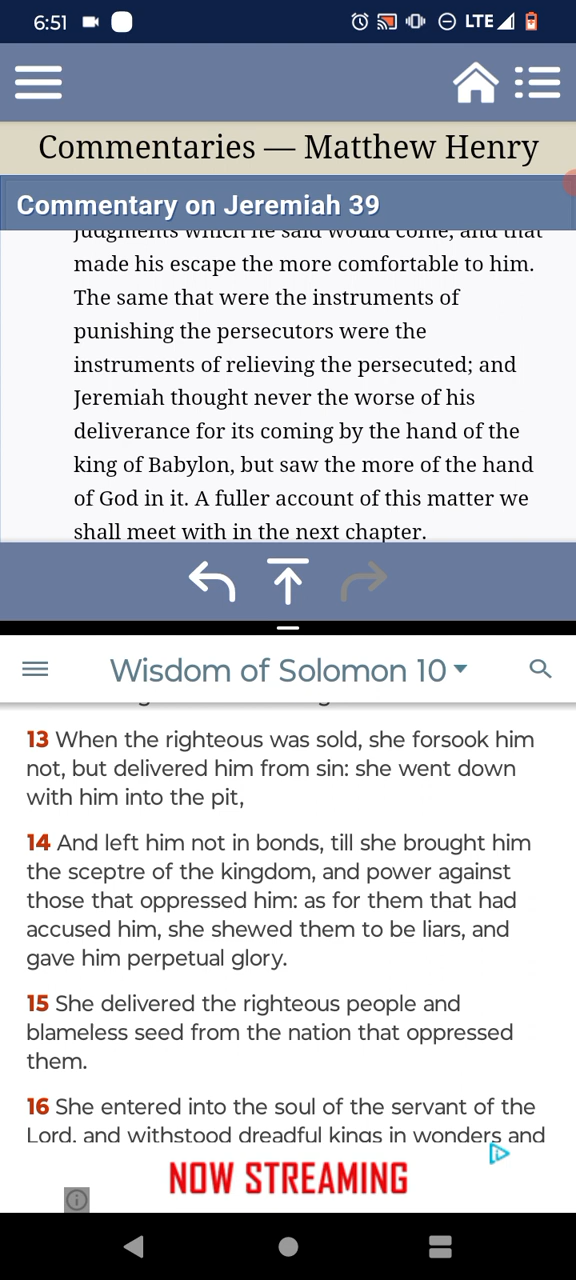 6:51 LTE
Commentaries — Matthew Henry
Commentary on Jeremiah 39
judgments which he said would come, and that
made his escape the more comfortable to him.
The same that were the instruments of
punishing the persecutors were the
instruments of relieving the persecuted; and
Jeremiah thought never the worse of his
deliverance for its coming by the hand of the
king of Babylon, but saw the more of the hand
of God in it. A fuller account of this matter we
shall meet with in the next chapter.
Wisdom of Solomon 10
13 When the righteous was sold, she forsook him
not, but delivered him from sin: she went down
with him into the pit,
14 And left him not in bonds, till she brought him
the sceptre of the kingdom, and power against
those that oppressed him: as for them that had
accused him, she shewed them to be liars, and
gave him perpetual glory.
15 She delivered the righteous people and
blameless seed from the nation that oppressed
them.
16 She entered into the soul of the servant of the
Lord, and withstood dreadful kings in wonders and
NOW STREAMING